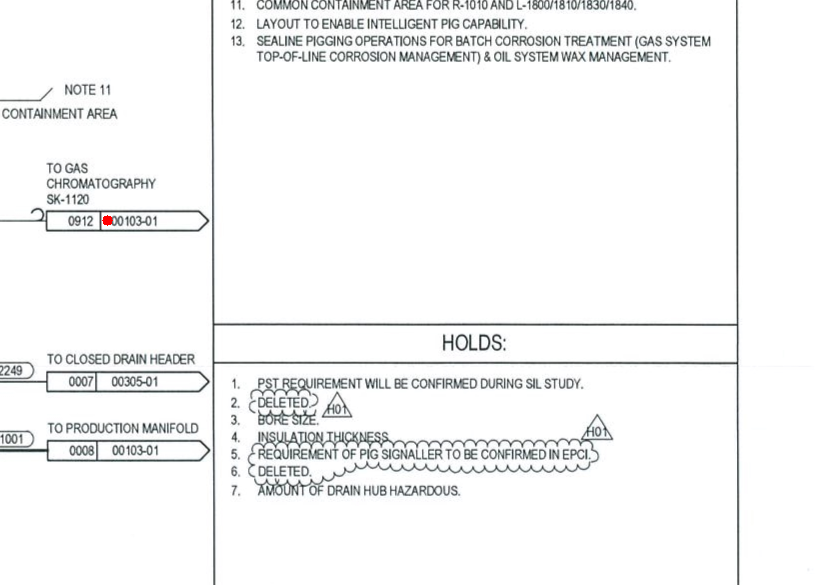 11. COMMON CONTAINMENT AREA FOR R-1010 AND L-1800/1810/1830/1840.
12. LAYOUT TO ENABLE INTELLIGENT PIG CAPABILITY.
13. SEALINE PIGGING OPERATIONS FOR BATCH CORROSION TREATMENT (GAS SYSTEM
TOP-OF-LINE CORROSION MANAGEMENT) & OIL SYSTEM WAX MANAGEMENT.
NOTE 11
CONTAINMENT AREA
TO GAS
CHROMATOGRAPHY
SK-1120
0912 00103-01
HOLDS:
2249
TO CLOSED DRAIN HEADER
0007 00305-01
1001
TO PRODUCTION MANIFOLD
0008 00103-01
1. PST REQUIREMENT WILL BE CONFIRMED DURING SIL STUDY.
2. DELETED. H01
3. BORE SIZE.
4. INSULATION THICKNESS. H01
5. REQUIREMENT OF PIG SIGNALLER TO BE CONFIRMED IN EPCI.
6. DELETED.
7. AMOUNT OF DRAIN HUB HAZARDOUS.